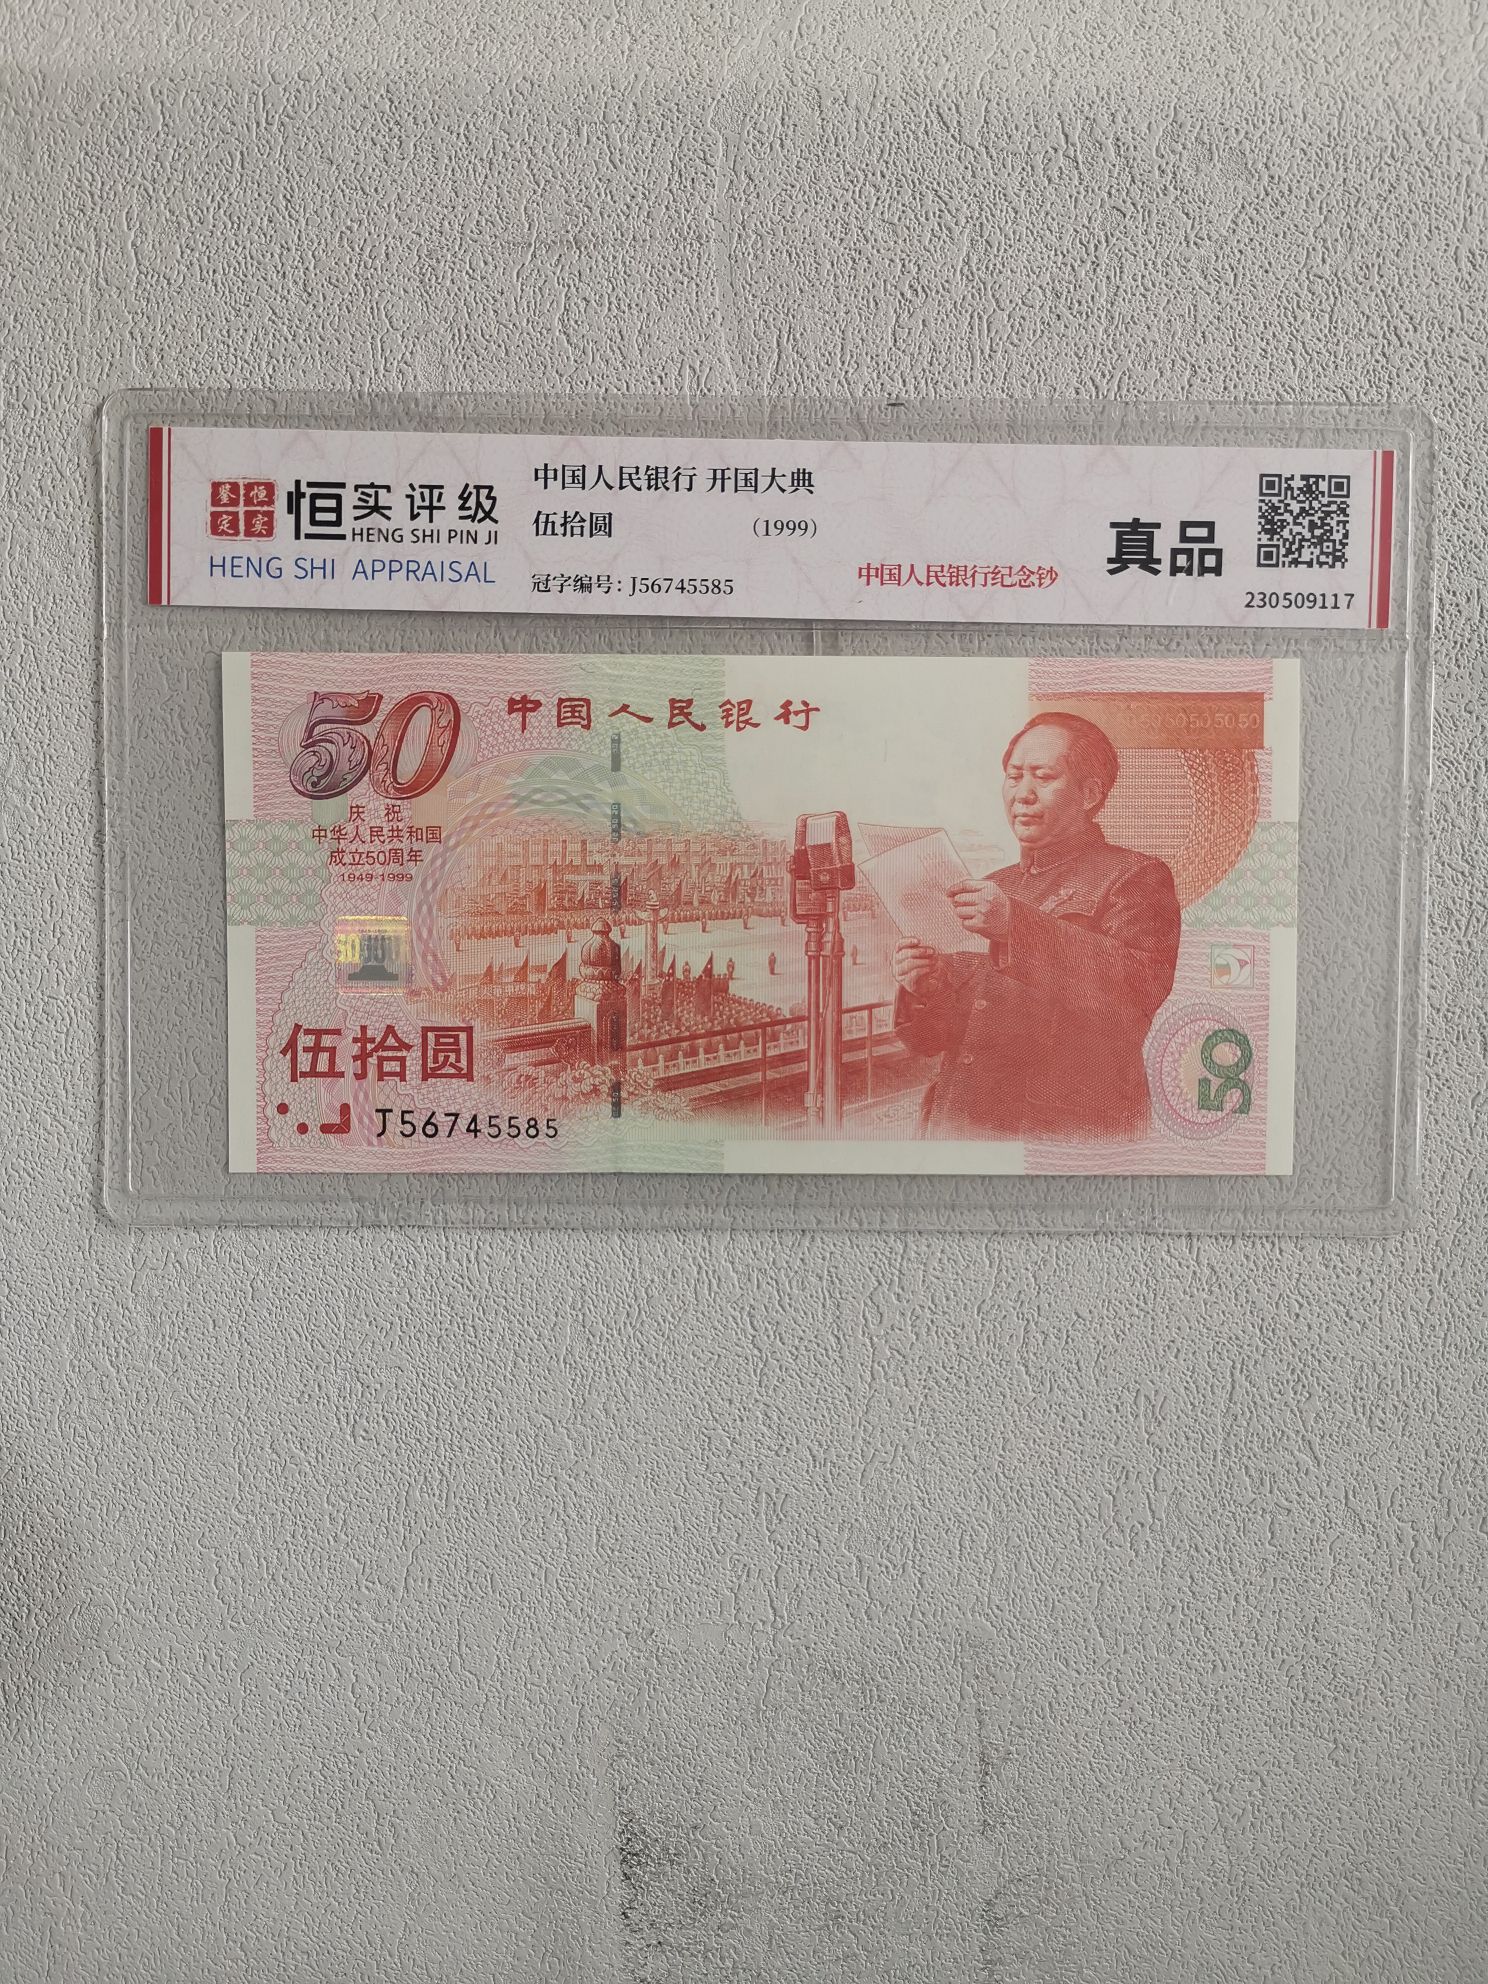 鉴恒
定实
恒实评级
HENG SHI PIN JI
HENG SHI APPRAISAL
中国人民银行 开国大典
伍拾圆 (1999)
冠字编号: J56745585
中国人民银行纪念钞
真品
230509117
50
中国人民银行
庆祝
中华人民共和国
成立50周年
1949-1999
50 50 50
伍拾圆
J56745585
50